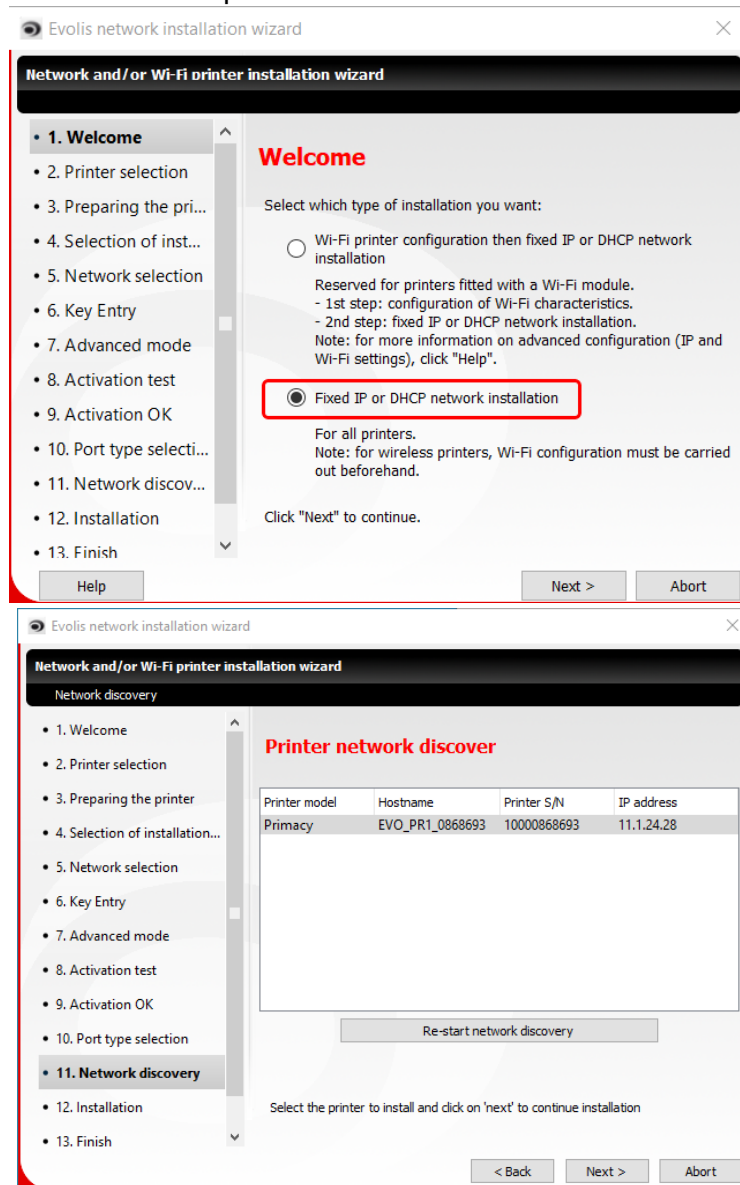 Evolis network installation wizard
Network and/or Wi-Fi printer installation wizard
• 1. Welcome
• 2. Printer selection
• 3. Preparing the pri...
• 4. Selection of inst...
• 5. Network selection
• 6. Key Entry
• 7. Advanced mode
• 8. Activation test
• 9. Activation OK
• 10. Port type selecti...
• 11. Network discov...
• 12. Installation
• 13. Finish
Welcome
Select which type of installation you want:
Wi-Fi printer configuration then fixed IP or DHCP network
installation
Reserved for printers fitted with a Wi-Fi module.
- 1st step: configuration of Wi-Fi characteristics.
- 2nd step: fixed IP or DHCP network installation.
Note: for more information on advanced configuration (IP and
Wi-Fi settings), click "Help".
Fixed IP or DHCP network installation
For all printers.
Note: for wireless printers, Wi-Fi configuration must be carried
out beforehand.
Click "Next" to continue.
Help
Next >
Abort
Evolis network installation wizard
Network and/or Wi-Fi printer installation wizard
Network discovery
• 1. Welcome
• 2. Printer selection
• 3. Preparing the printer
• 4. Selection of installation...
• 5. Network selection
• 6. Key Entry
• 7. Advanced mode
• 8. Activation test
• 9. Activation OK
• 10. Port type selection
• 11. Network discovery
• 12. Installation
• 13. Finish
Printer network discover
Printer model Hostname Printer S/N IP address
Primacy EVO_PR1_0868693 10000868693 11.1.24.28
Re-start network discovery
Select the printer to install and click on 'next' to continue installation
< Back
Next >
Abort